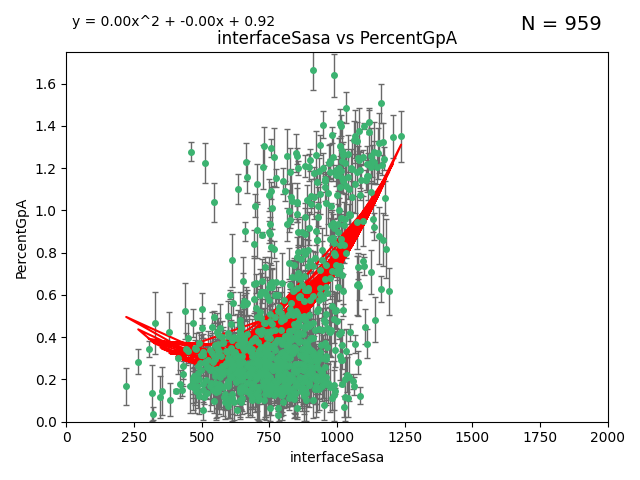 y = 0.00x^2 + -0.00x + 0.92
N = 959
interfaceSasa vs PercentGpA
PercentGpA
1.6
1.4
1.2
1.0
0.8
0.6
0.4
0.2
0.0
0 250 500 750 1000 1250 1500 1750 2000
interfaceSasa